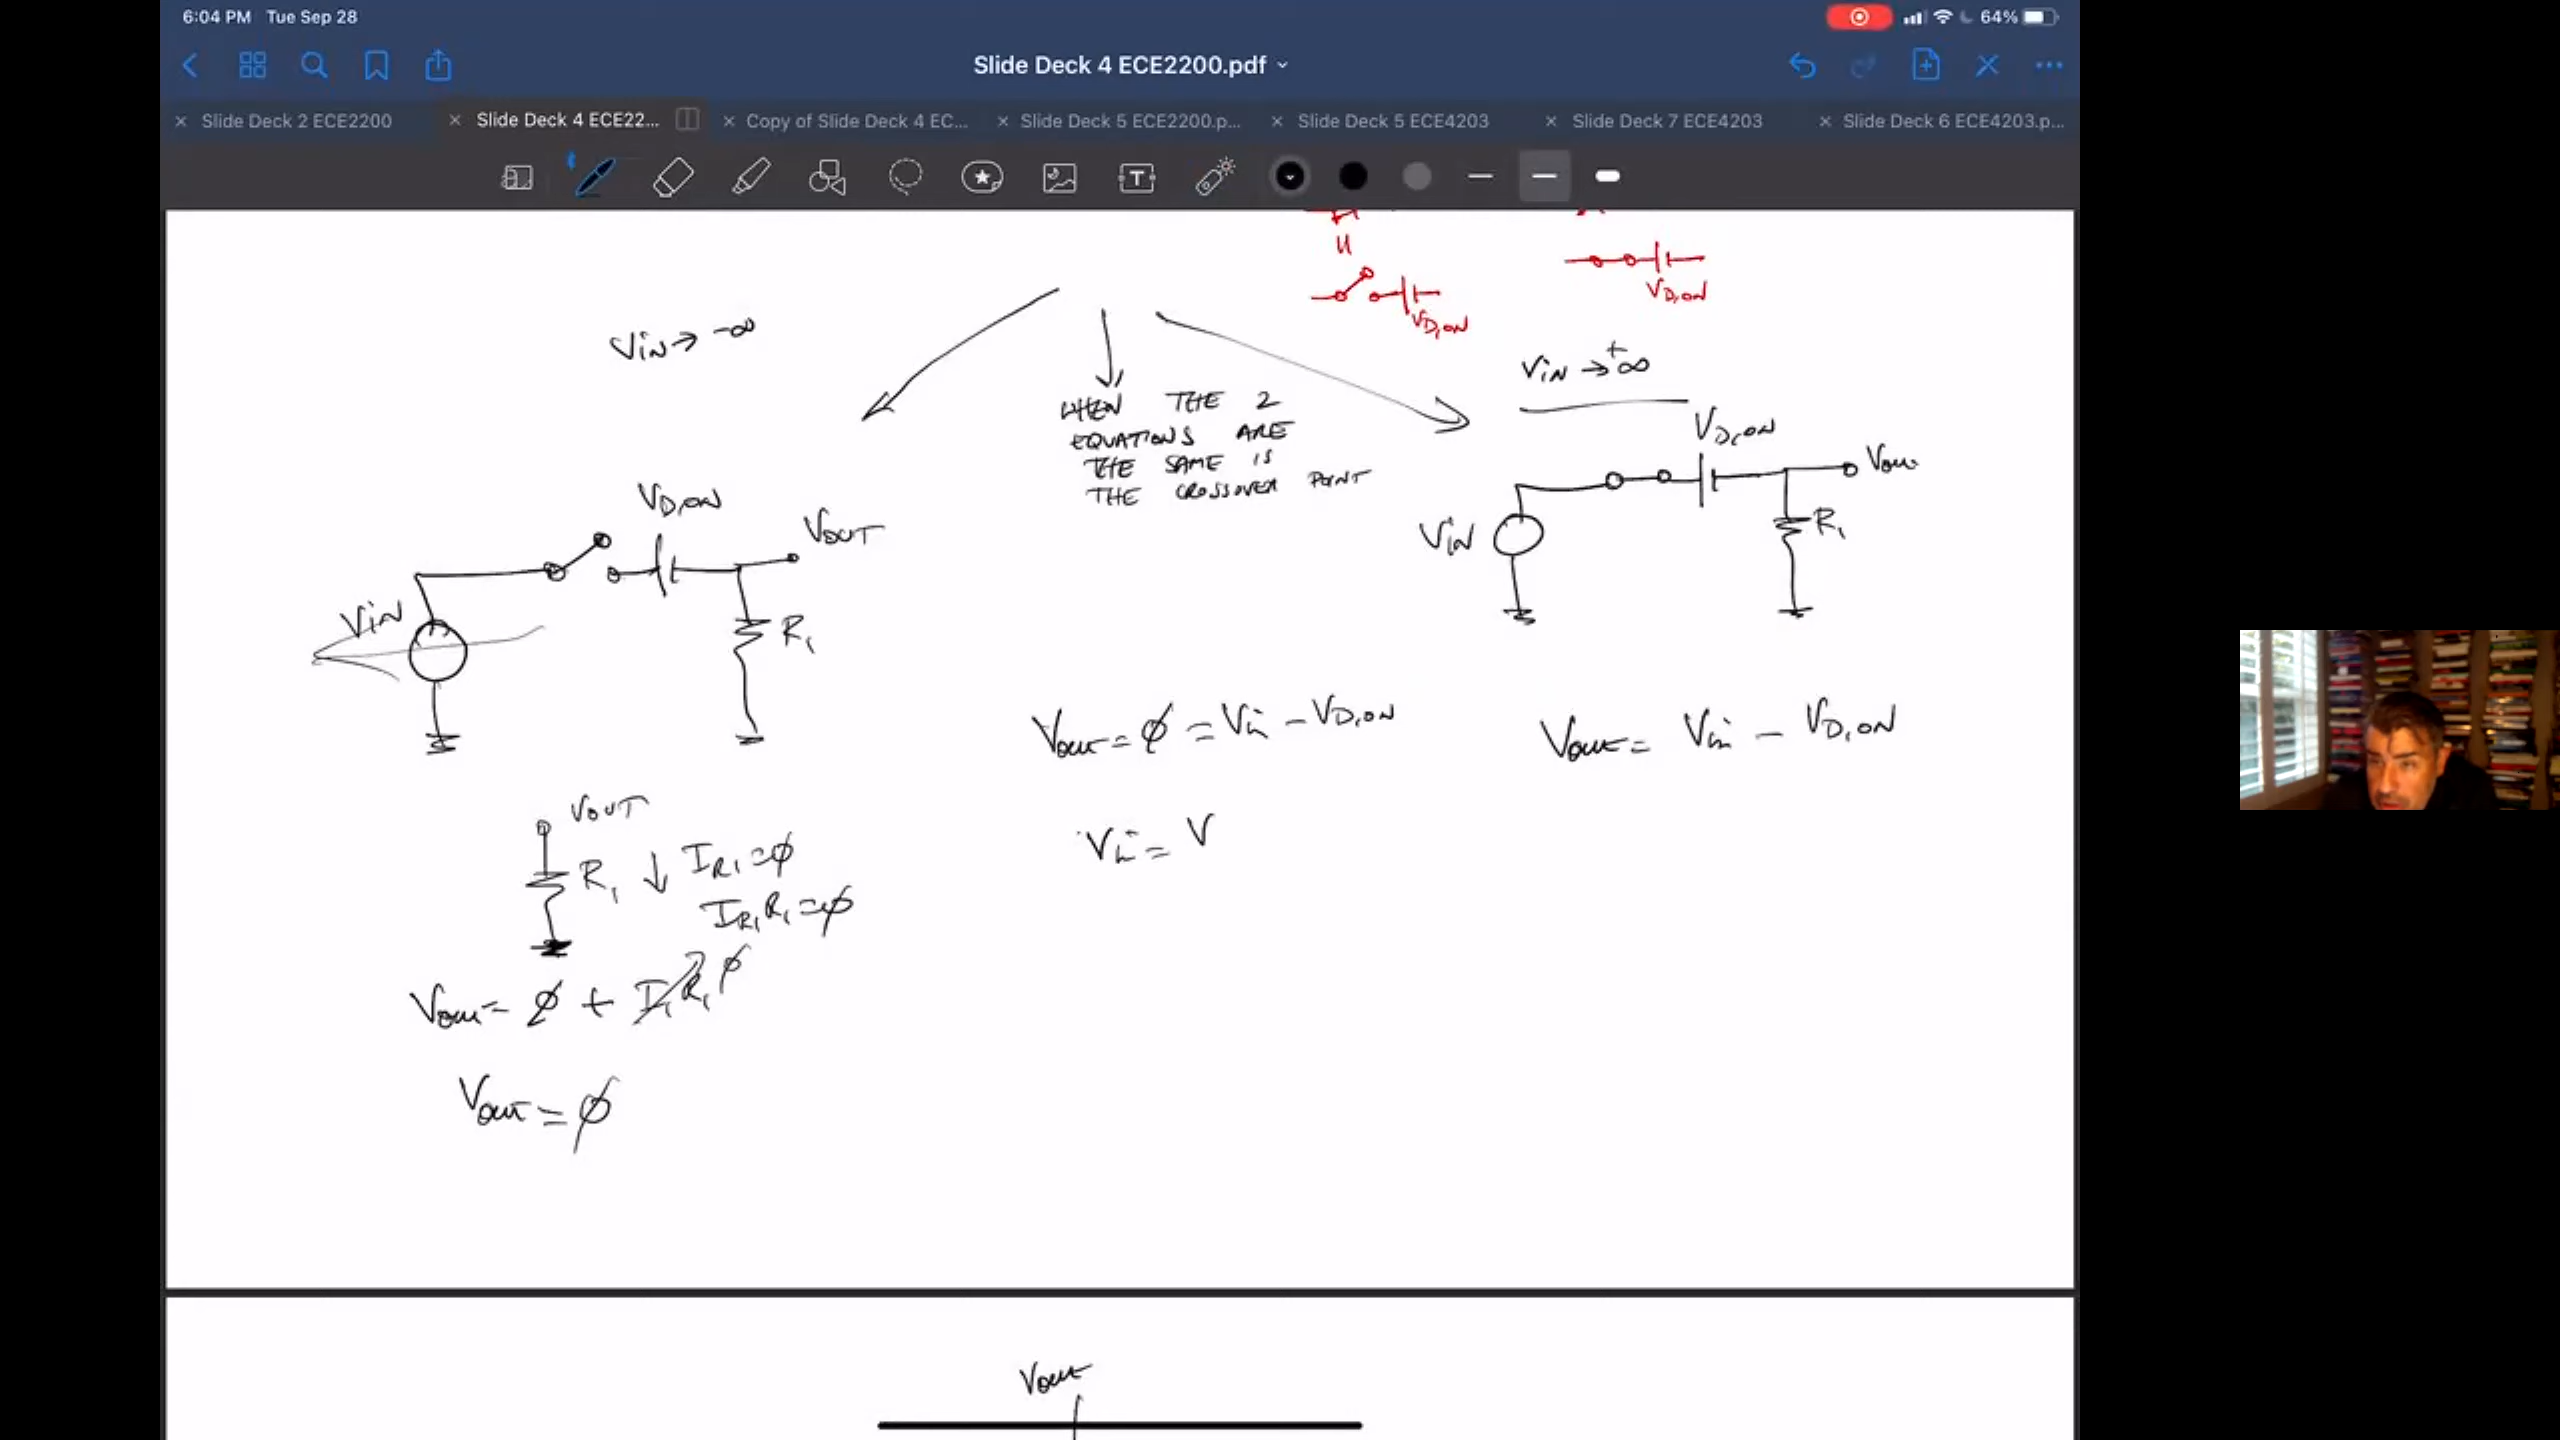 6:04 PM Tue Sep 28
64%
Slide Deck 4 ECE2200.pdf
× Slide Deck 2 ECE2200
× Slide Deck 4 ECE22...
× Copy of Slide Deck 4 EC...
× Slide Deck 5 ECE2200.p...
× Slide Deck 5 ECE4203
× Slide Deck 7 ECE4203
× Slide Deck 6 ECE4203.p...
VD,ON
VD,ON
Vin → -∞
Vin → +∞
WHEN THE 2
EQUATIONS ARE
THE SAME IS
THE CROSSOVER POINT
VD,ON
VOUT
Vin
R1
VD,ON
Vout
Vin
R1
Vout = ϕ = Vin - VD,ON
Vout = Vin - VD,ON
Vin = V
VOUT
R1 ↓ IR1 = ϕ
IR1R1 = ϕ
Vout = ϕ + I1R1 ϕ
Vout = ϕ
Vout